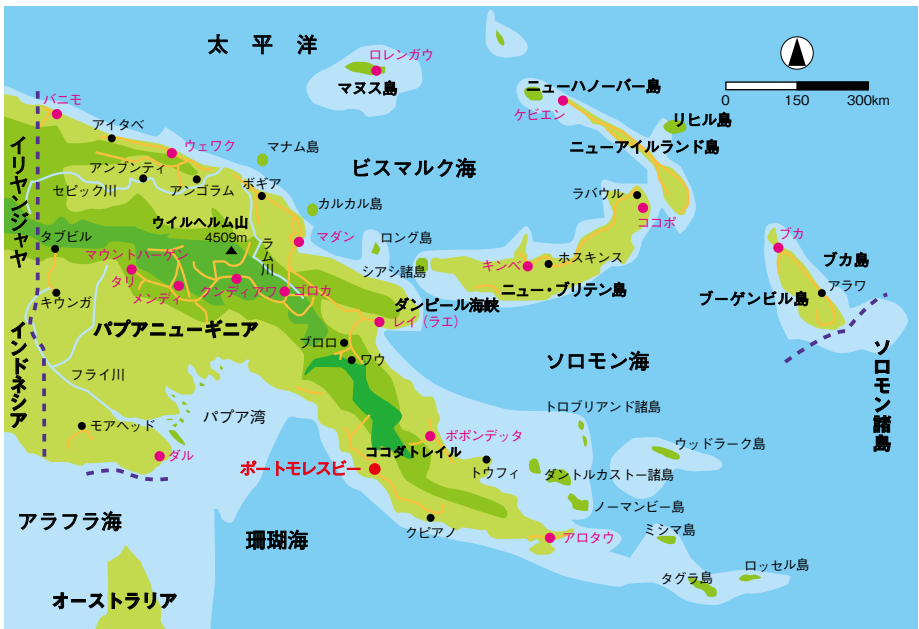 太平洋
ロレンガウ
マヌス島
ニューハノーバー島
ケビエン
リヒル島
ニューアイルランド島
0 150 300km
バニモ
アイタペ
ウェワク
マナム島
ビスマルク海
アンブンティ
セピック川
アンゴラム
ボギア
ラバウル
ココポ
イリヤンジャヤ
カルカル島
ウイルヘルム山
4509m
ラム川
マダン
ロング島
タブビル
マウントハーゲン
タリ
メンディ
クンディアワ
ゴロカ
シアシ諸島
キンベ
ホスキンス
ニュー・ブリテン島
ブカ
ブカ島
アラワ
ブーゲンビル島
キウンガ
ダンピール海峡
レイ(ラエ)
パプアニューギニア
ブロロ
ワウ
ソロモン海
ソロモン諸島
インドネシア
フライ川
パプア湾
トロブリアンド諸島
モアヘッド
ダル
ポポンデッタ
ココダトレイル
ポートモレスビー
トウフィ
ウッドラーク島
ダントルカストー諸島
ノーマンビー島
アラフラ海
珊瑚海
クピアノ
アロタウ
ミシマ島
タグラ島
ロッセル島
オーストラリア